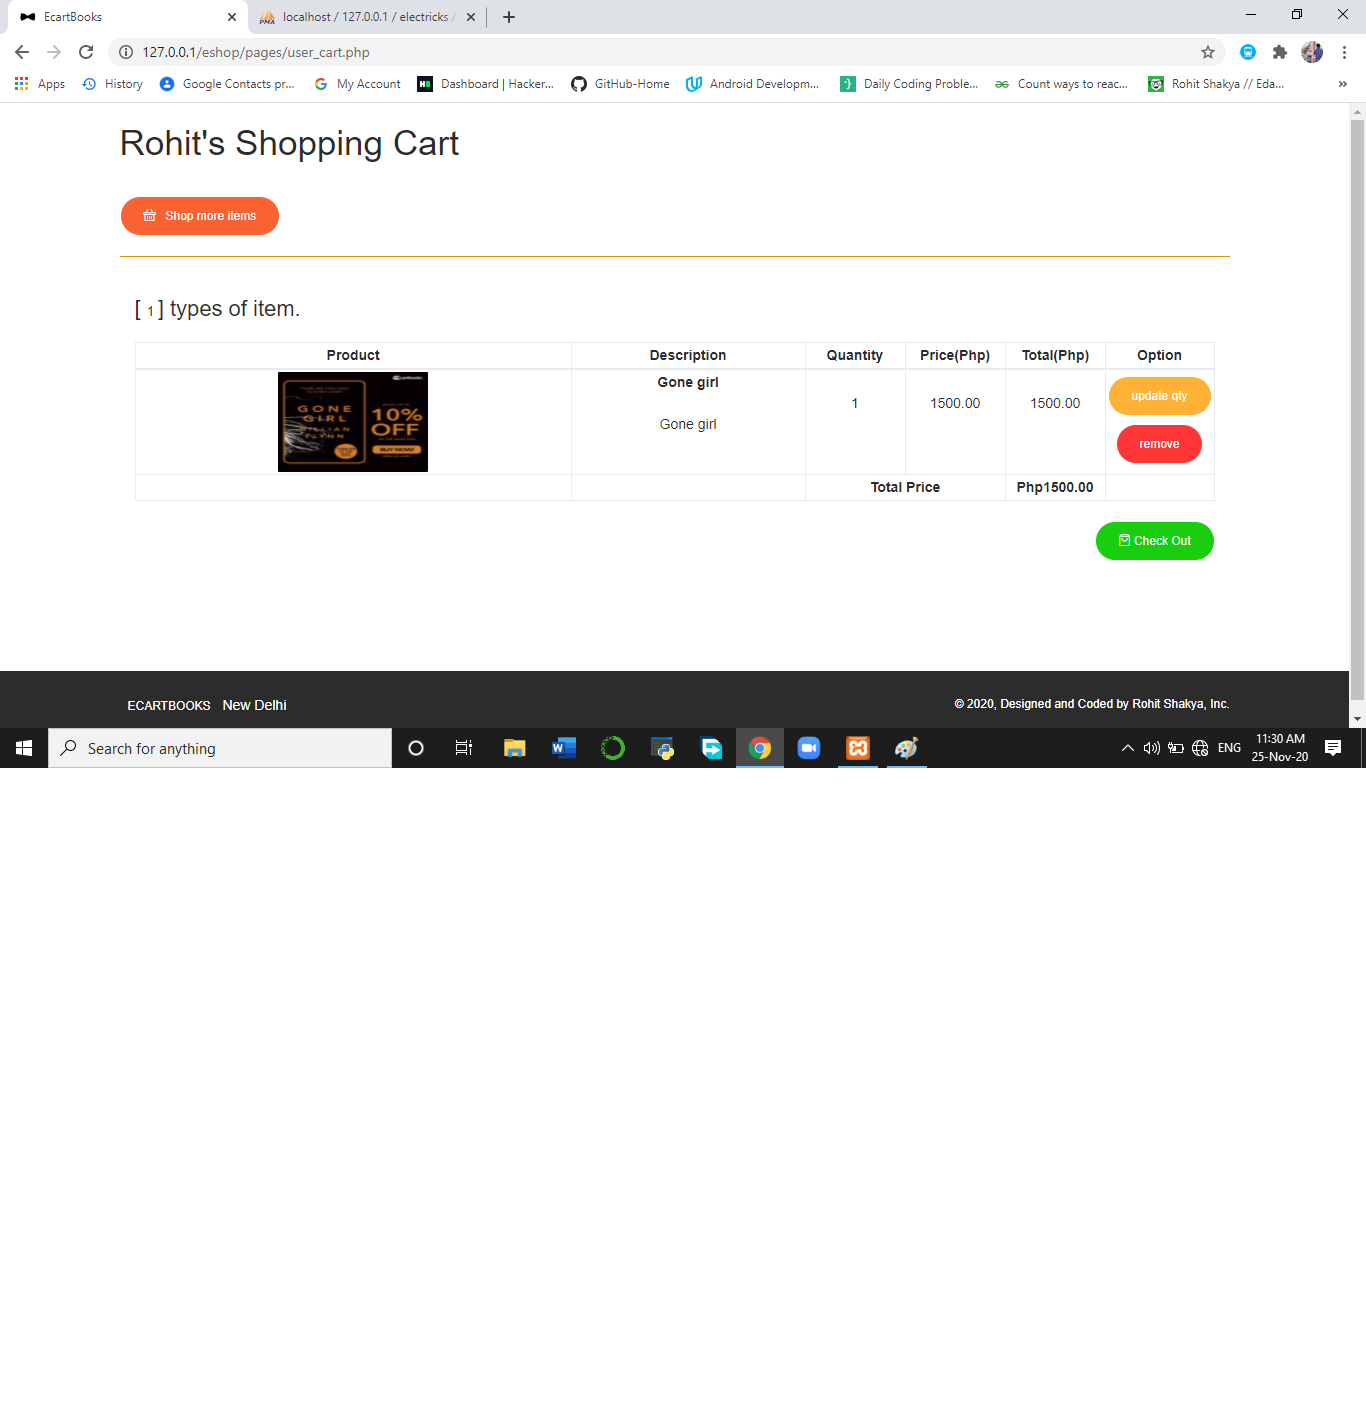 EcartBooks
localhost / 127.0.0.1 / electricks /
127.0.0.1/eshop/pages/user_cart.php
Apps History Google Contacts pr... My Account Dashboard | Hacker... GitHub-Home Android Developm... Daily Coding Proble... Count ways to reac... Rohit Shakya // Eda... »
Rohit's Shopping Cart
Shop more items
[ 1 ] types of item.
Product Description Quantity Price(Php) Total(Php) Option
GONE
GIRL
10%
OFF
BUY NOW!
Gone girl
Gone girl
1 1500.00 1500.00
update qty
remove
Total Price Php1500.00
Check Out
ECARTBOOKS New Delhi
© 2020, Designed and Coded by Rohit Shakya, Inc.
Search for anything
ENG
11:30 AM
25-Nov-20